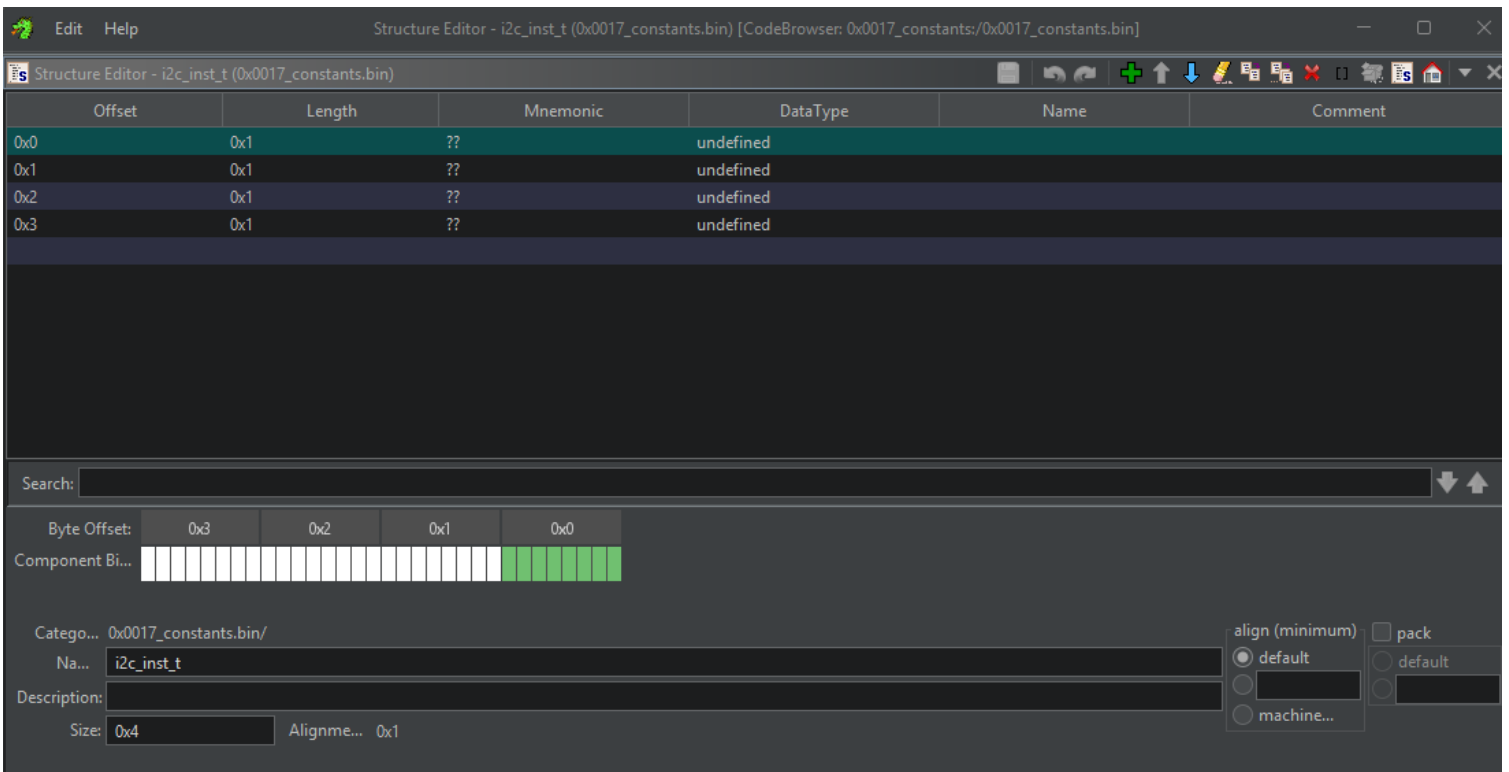 Edit Help Structure Editor - i2c_inst_t (0x0017_constants.bin) [CodeBrowser: 0x0017_constants:/0x0017_constants.bin]
Structure Editor - i2c_inst_t (0x0017_constants.bin)
Offset Length Mnemonic DataType Name Comment
0x0 0x1 ?? undefined
0x1 0x1 ?? undefined
0x2 0x1 ?? undefined
0x3 0x1 ?? undefined
Search:
Byte Offset: 0x3 0x2 0x1 0x0
Component Bi...
Catego... 0x0017_constants.bin/ align (minimum) pack
Na... i2c_inst_t default default
Description:
Size: 0x4 Alignme... 0x1 machine...